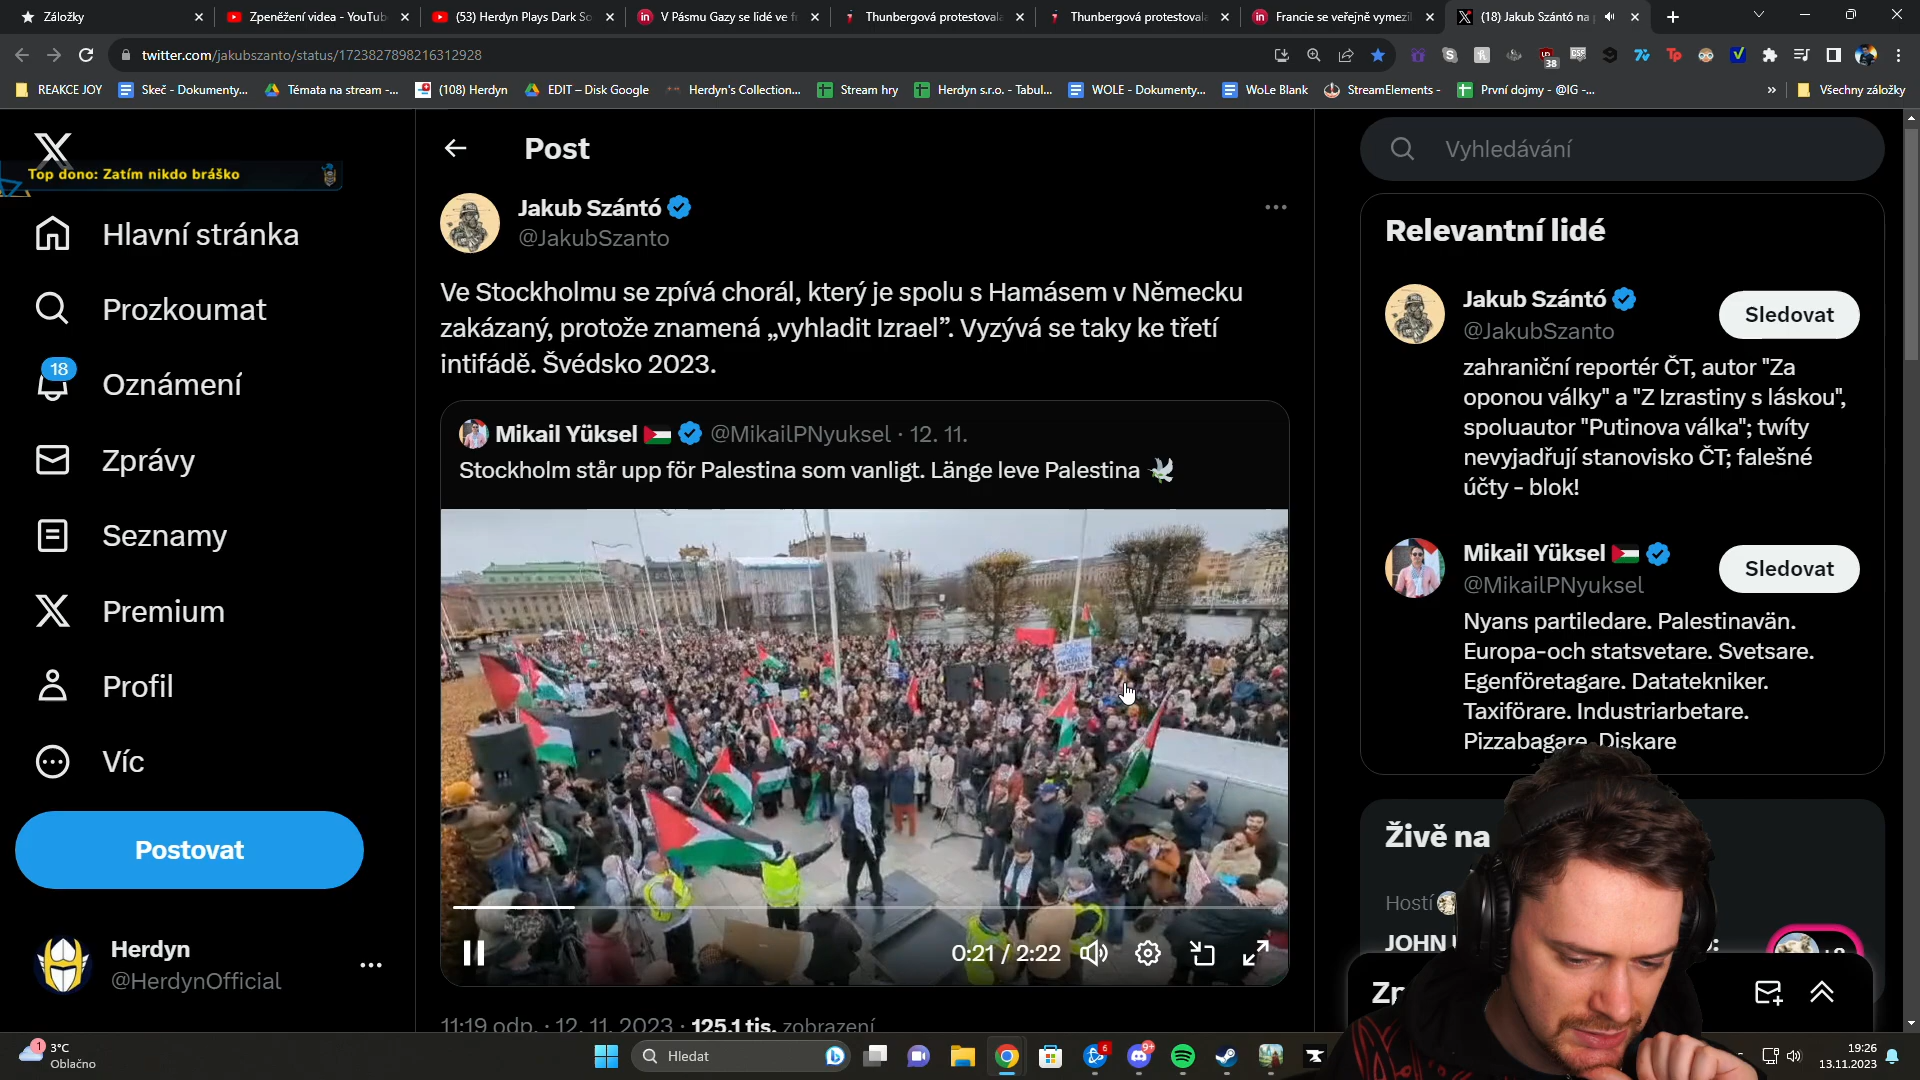 Záložky
Zpeněžení videa - YouTub
(53) Herdyn Plays Dark So
V Pásmu Gazy se lidé ve f
Thunbergová protestovala
Thunbergová protestovala
Francie se veřejně vymezil
(18) Jakub Szántó na
twitter.com/jakubszanto/status/1723827898216312928
38
REAKCE JOY
Skeč - Dokumenty...
Témata na stream -...
(108) Herdyn
EDIT – Disk Google
Herdyn's Collection...
Stream hry
Herdyn s.r.o. - Tabul...
WOLE - Dokumenty...
WoLe Blank
StreamElements -
První dojmy - @IG -...
Všechny záložky
Top dono: Zatím nikdo bráško
Hlavní stránka
Prozkoumat
18
Oznámení
Zprávy
Seznamy
Premium
Profil
Víc
Postovat
Herdyn
@HerdynOfficial
Post
Jakub Szántó
@JakubSzanto
Ve Stockholmu se zpívá chorál, který je spolu s Hamásem v Německu
zakázaný, protože znamená „vyhladit Izrael”. Vyzývá se taky ke třetí
intifádě. Švédsko 2023.
Mikail Yüksel @MikailPNyuksel · 12. 11.
Stockholm står upp för Palestina som vanligt. Länge leve Palestina
0:21 / 2:22
11:19 odp. · 12. 11. 2023 · 125,1 tis. zobrazení
Vyhledávání
Relevantní lidé
Jakub Szántó
@JakubSzanto
Sledovat
zahraniční reportér ČT, autor "Za
oponou války" a "Z Izrastiny s láskou",
spoluautor "Putinova válka"; twíty
nevyjadřují stanovisko ČT; falešné
účty - blok!
Mikail Yüksel
@MikailPNyuksel
Sledovat
Nyans partiledare. Palestinavän.
Europa-och statsvetare. Svetsare.
Egenföretagare. Datatekniker.
Taxiförare. Industriarbetare.
Pizzabagare. Diskare
Živě na
Hostí
JOHN
Zp
1
3°C
Oblačno
Hledat
6
9+
19:26
13.11.2023